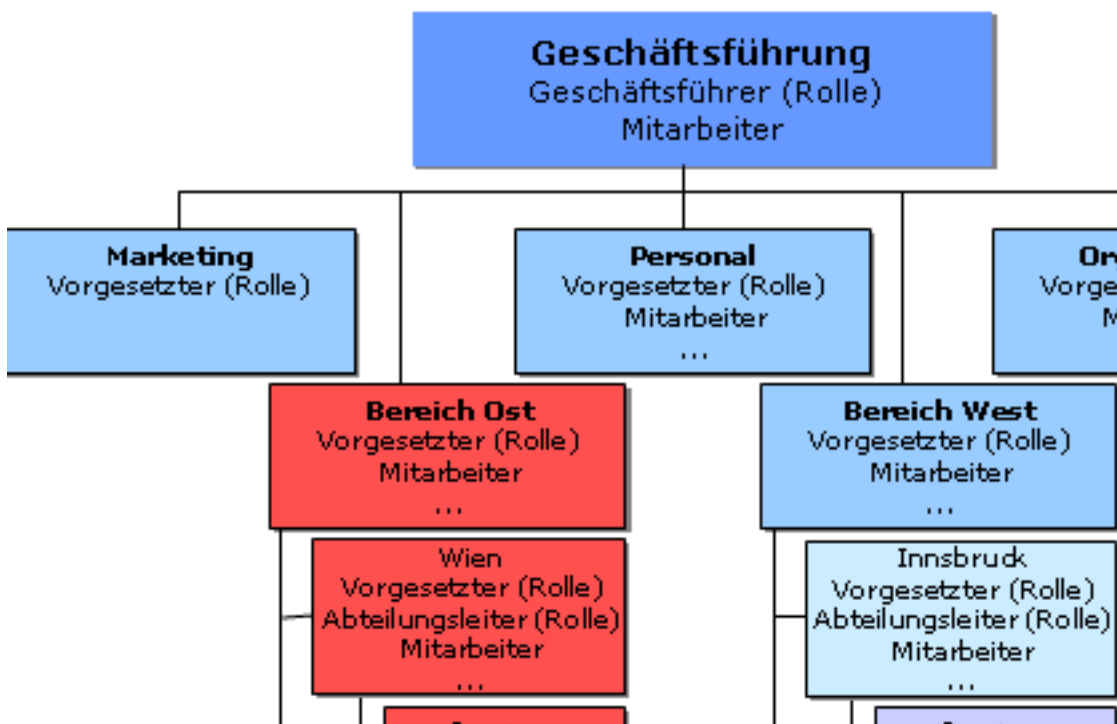 Geschäftsführung
Geschäftsführer (Rolle)
Mitarbeiter
Marketing
Vorgesetzter (Rolle)
Personal
Vorgesetzter (Rolle)
Mitarbeiter
...
Bereich Ost
Vorgesetzter (Rolle)
Mitarbeiter
...
Bereich West
Vorgesetzter (Rolle)
Mitarbeiter
...
Wien
Vorgesetzter (Rolle)
Abteilungsleiter (Rolle)
Mitarbeiter
...
Innsbruck
Vorgesetzter (Rolle)
Abteilungsleiter (Rolle)
Mitarbeiter
...